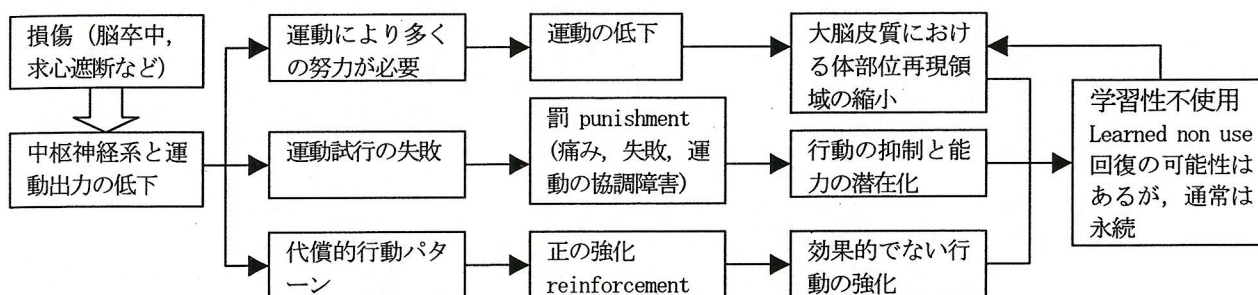 損傷（脳卒中，
求心遮断など）
中枢神経系と運
動出力の低下
運動により多く
の努力が必要
運動の低下
大脳皮質におけ
る体部位再現領
域の縮小
運動試行の失敗
罰 punishment
(痛み，失敗，運
動の協調障害)
行動の抑制と能
力の潜在化
代償的行動パタ
ーン
正の強化
reinforcement
効果的でない行
動の強化
学習性不使用
Learned non use
回復の可能性は
あるが，通常は
永続